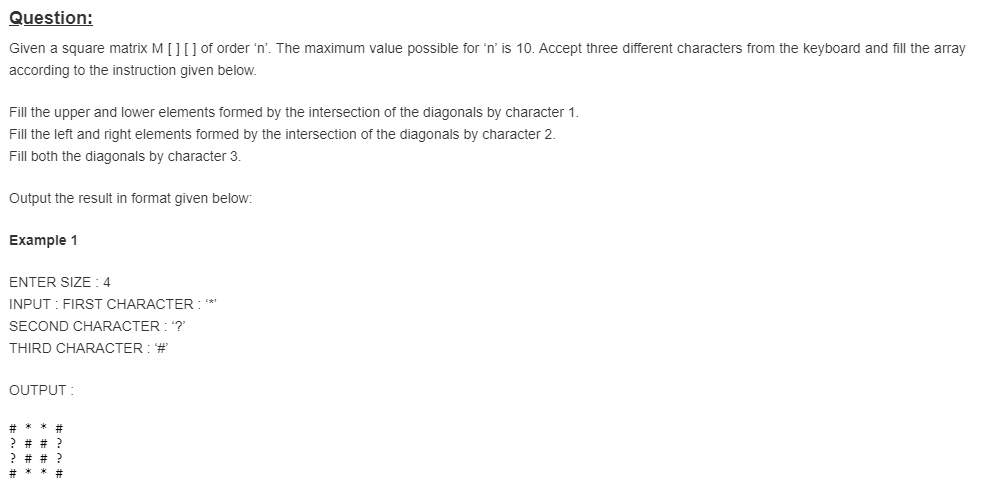 Question:
Given a square matrix M [ ] [ ] of order ‘n’. The maximum value possible for ‘n’ is 10. Accept three different characters from the keyboard and fill the array
according to the instruction given below.
Fill the upper and lower elements formed by the intersection of the diagonals by character 1.
Fill the left and right elements formed by the intersection of the diagonals by character 2.
Fill both the diagonals by character 3.
Output the result in format given below:
Example 1
ENTER SIZE : 4
INPUT : FIRST CHARACTER : ‘*’
SECOND CHARACTER : ‘?’
THIRD CHARACTER : ‘#’
OUTPUT :
# * * #
? # # ?
? # # ?
# * * #